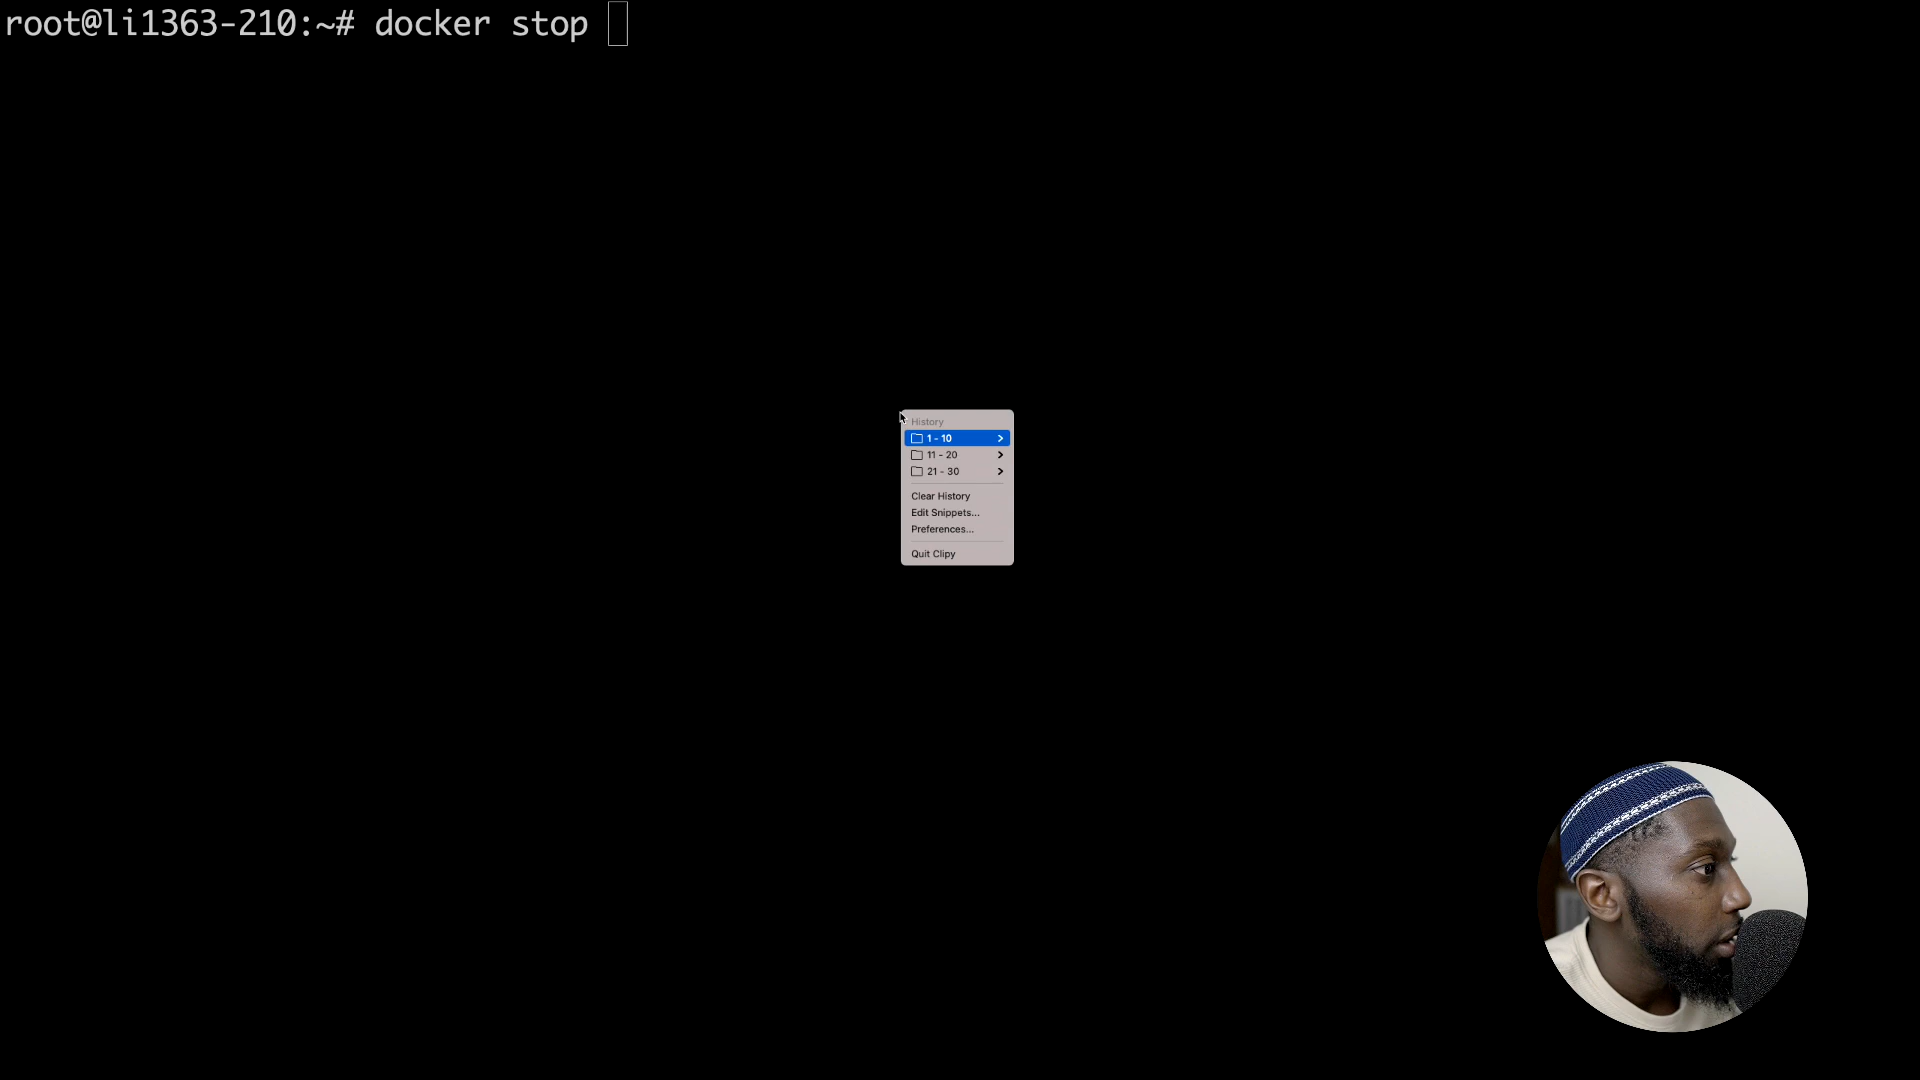 root@li1363-210:~# docker stop
History
1 - 10
11 - 20
21 - 30
Clear History
Edit Snippets...
Preferences...
Quit Clipy